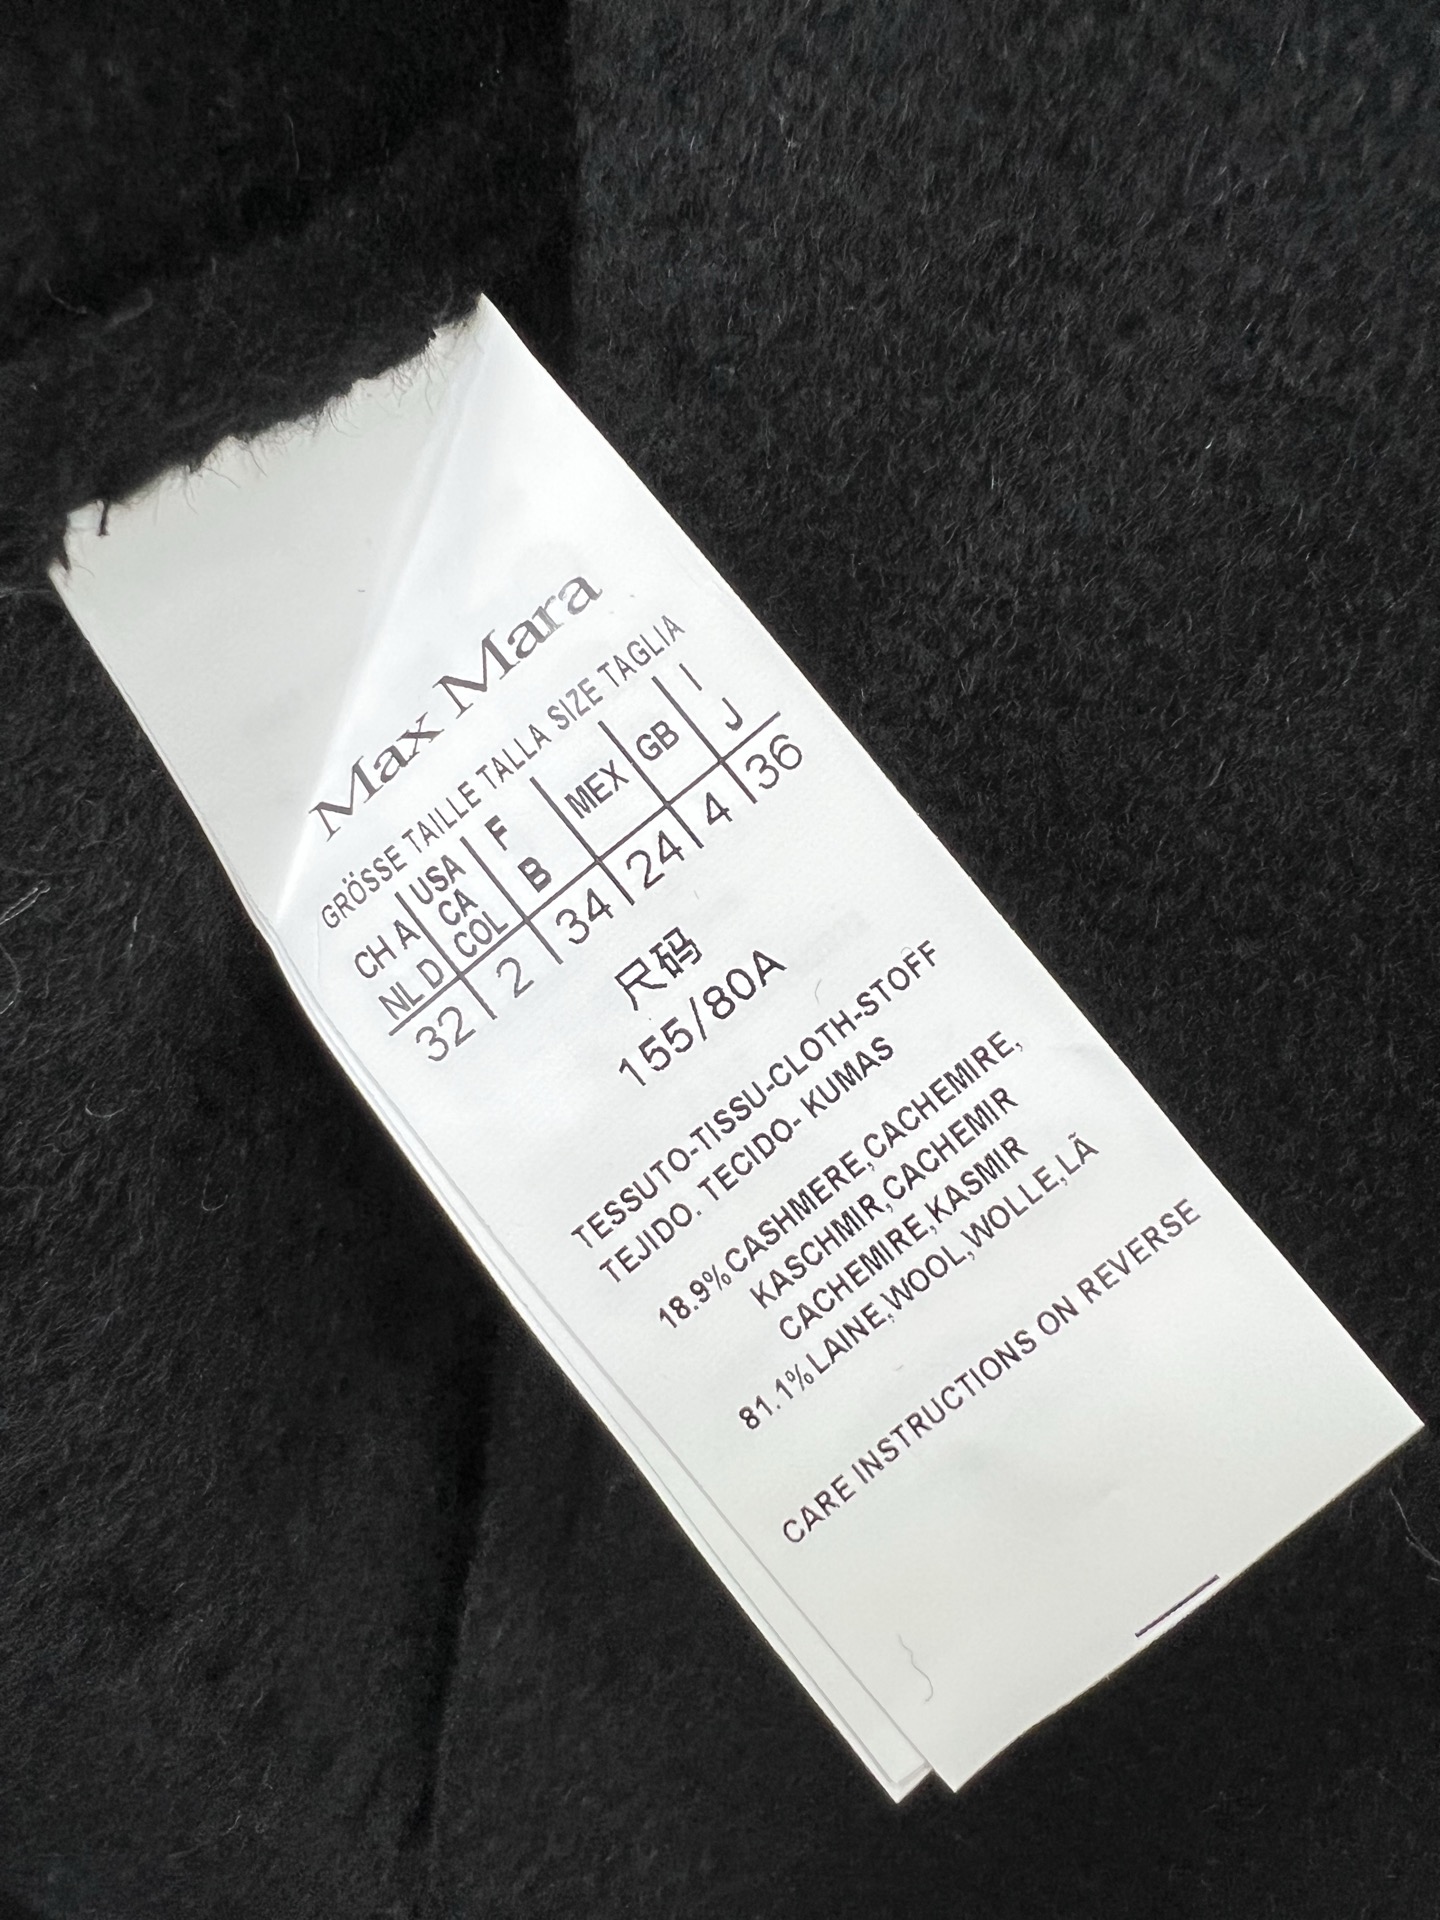 Max Mara
GRÖSSE TAILLE TALLA SIZE TAGLIA
CH A USA F MEX GB I
CA
NL D COL B J
32 2 34 24 4 36
尺码
155/80A
TESSUTO-TISSU-CLOTH-STOFF
TEJIDO. TECIDO- KUMAS
18.9%CASHMERE,CACHEMIRE,
KASCHMIR,CACHEMIR
CACHEMIRE,KASMIR
81.1%LAINE,WOOL,WOLLE,LÃ
CARE INSTRUCTIONS ON REVERSE